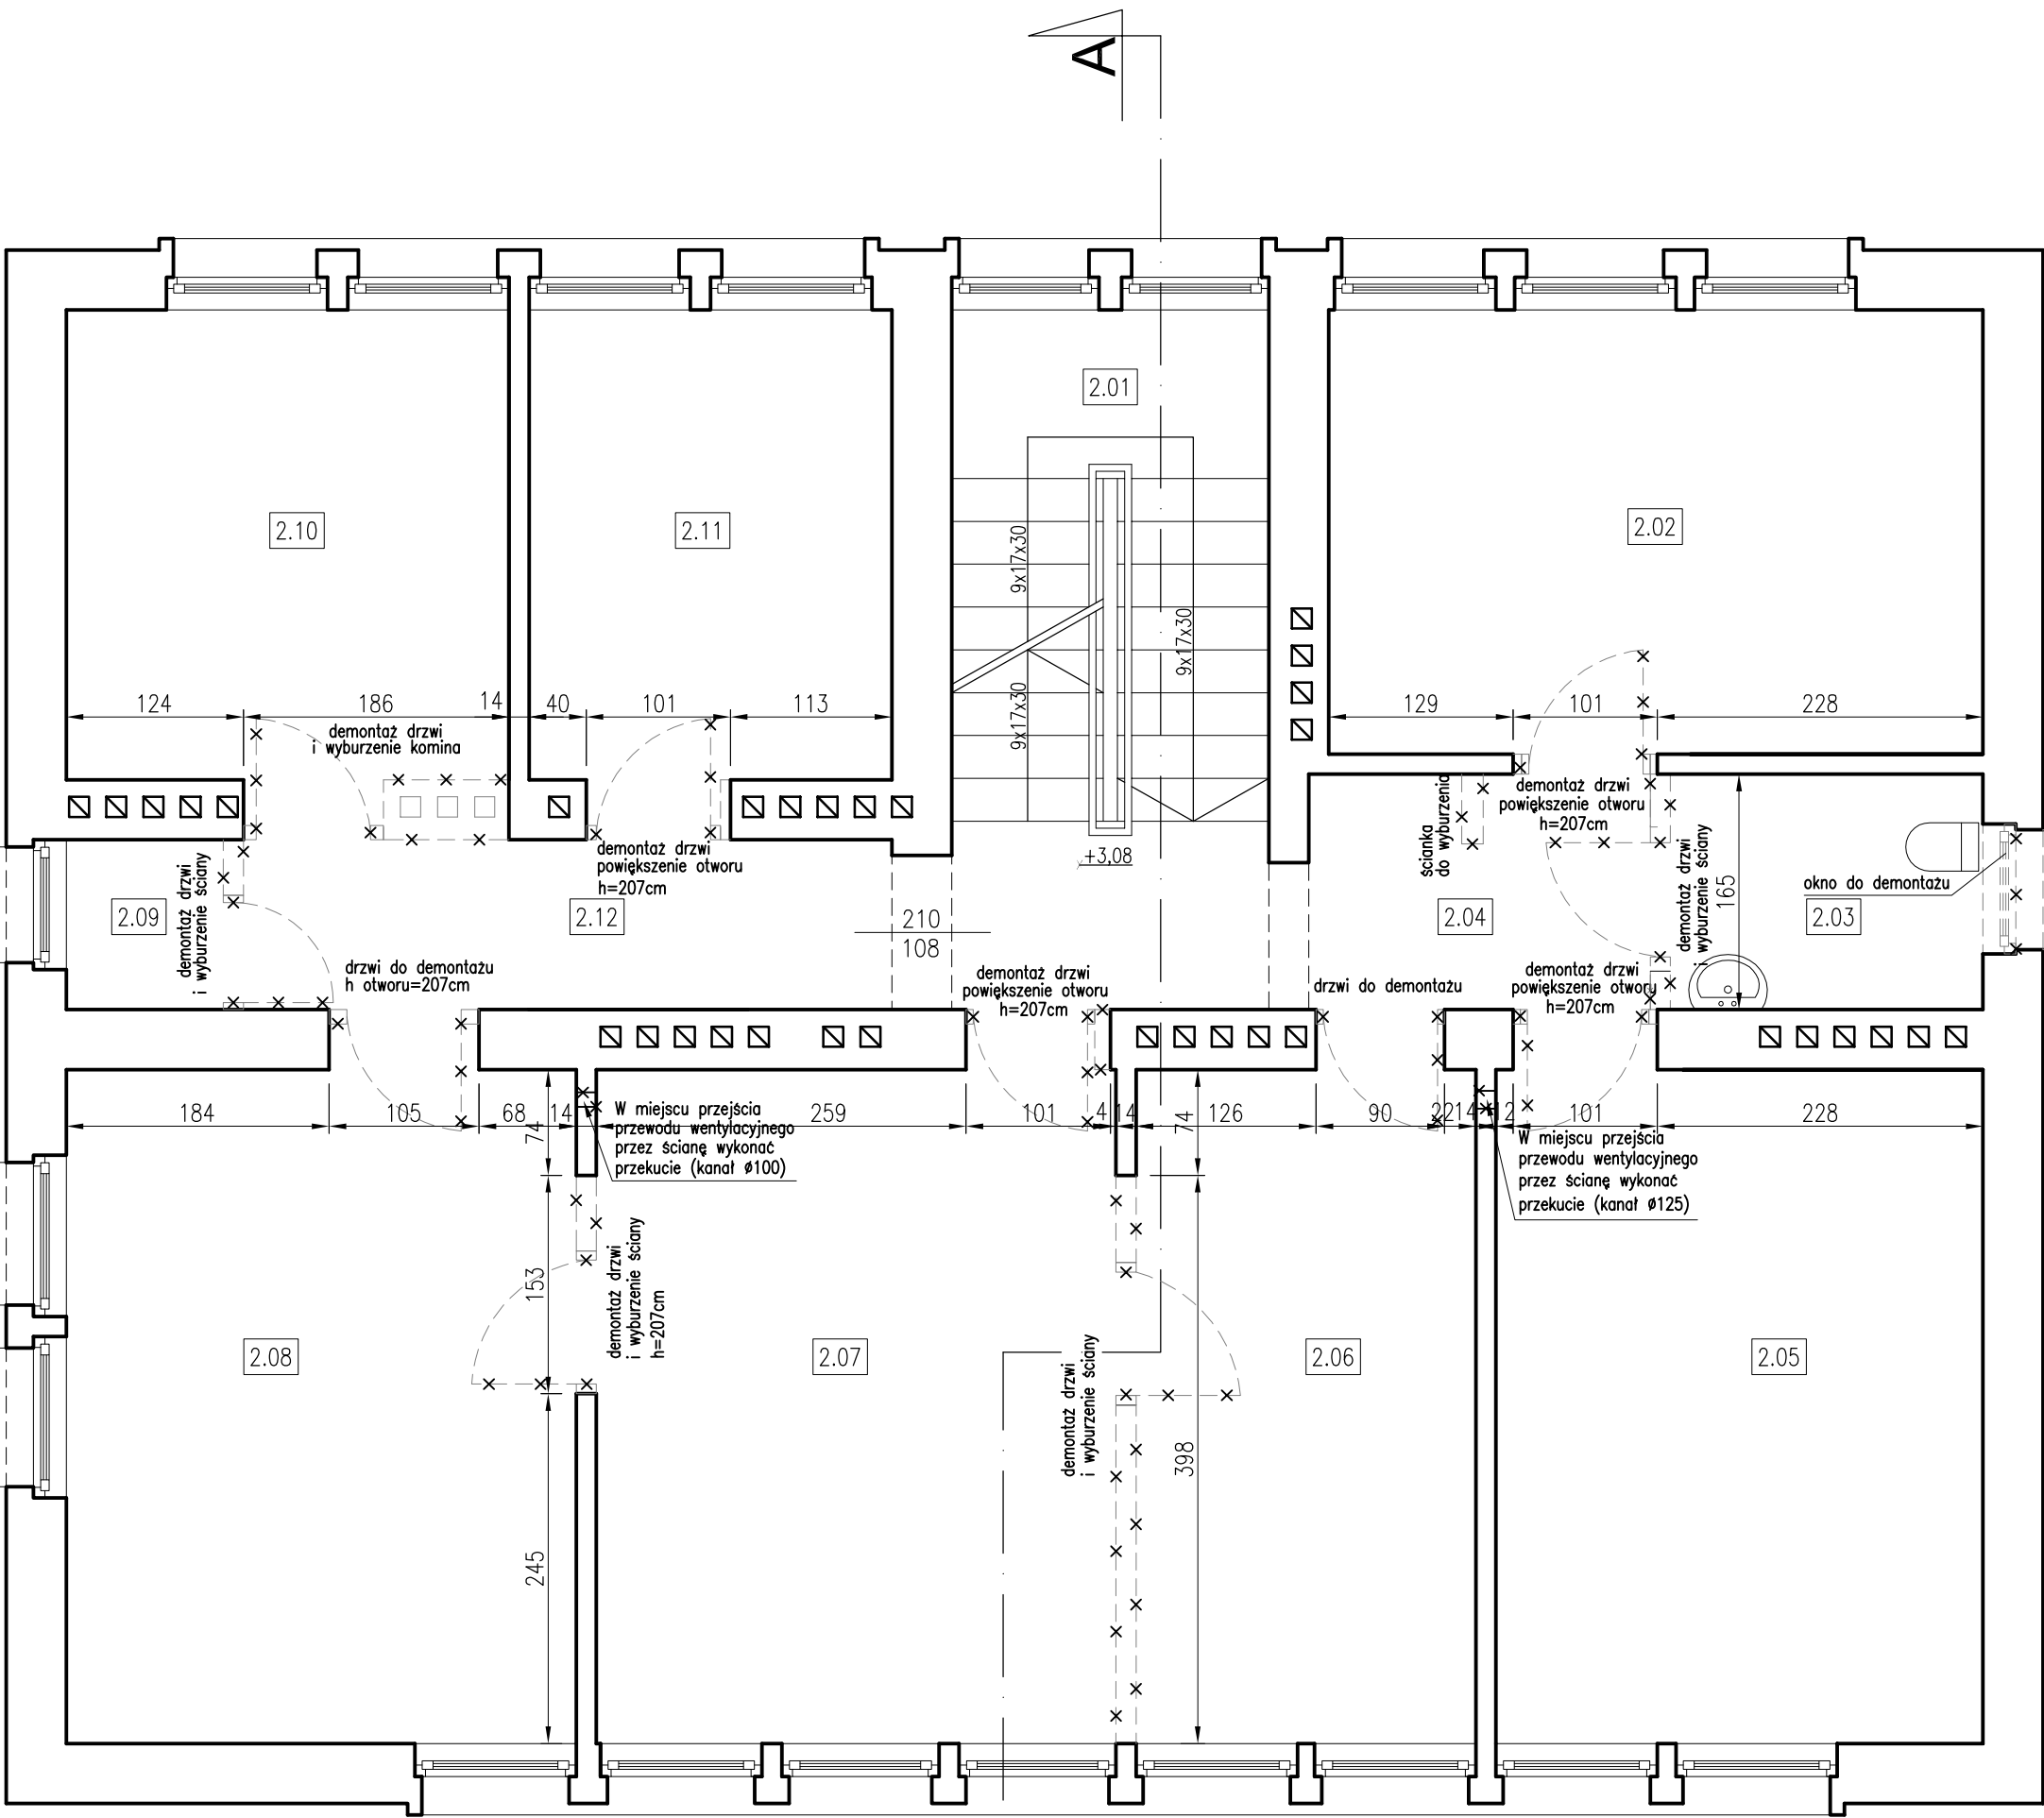 A
2.01
2.10
2.11
2.02
9x17x30
9x17x30
9x17x30
124
186
14
40
101
113
129
101
228
demontaż drzwi
i wyburzenie komina
demontaż drzwi
powiększenie otworu
h=207cm
ścianka
do wyburzenia
demontaż drzwi
powiększenie otworu
h=207cm
demontaż drzwi
i wyburzenie ściany
165
okno do demontażu
+3,08
demontaż drzwi
i wyburzenie ściany
2.09
2.12
210
108
2.04
2.03
drzwi do demontażu
h otworu=207cm
demontaż drzwi
powiększenie otworu
h=207cm
drzwi do demontażu
demontaż drzwi
powiększenie otworu
h=207cm
184
105
68
14
259
101
4
14
126
90
22
14
12
101
228
74
74
W miejscu przejścia
przewodu wentylacyjnego
przez ścianę wykonać
przekucie (kanał ø100)
W miejscu przejścia
przewodu wentylacyjnego
przez ścianę wykonać
przekucie (kanał ø125)
153
demontaż drzwi
i wyburzenie ściany
h=207cm
2.08
2.07
2.06
2.05
demontaż drzwi
i wyburzenie ściany
398
245